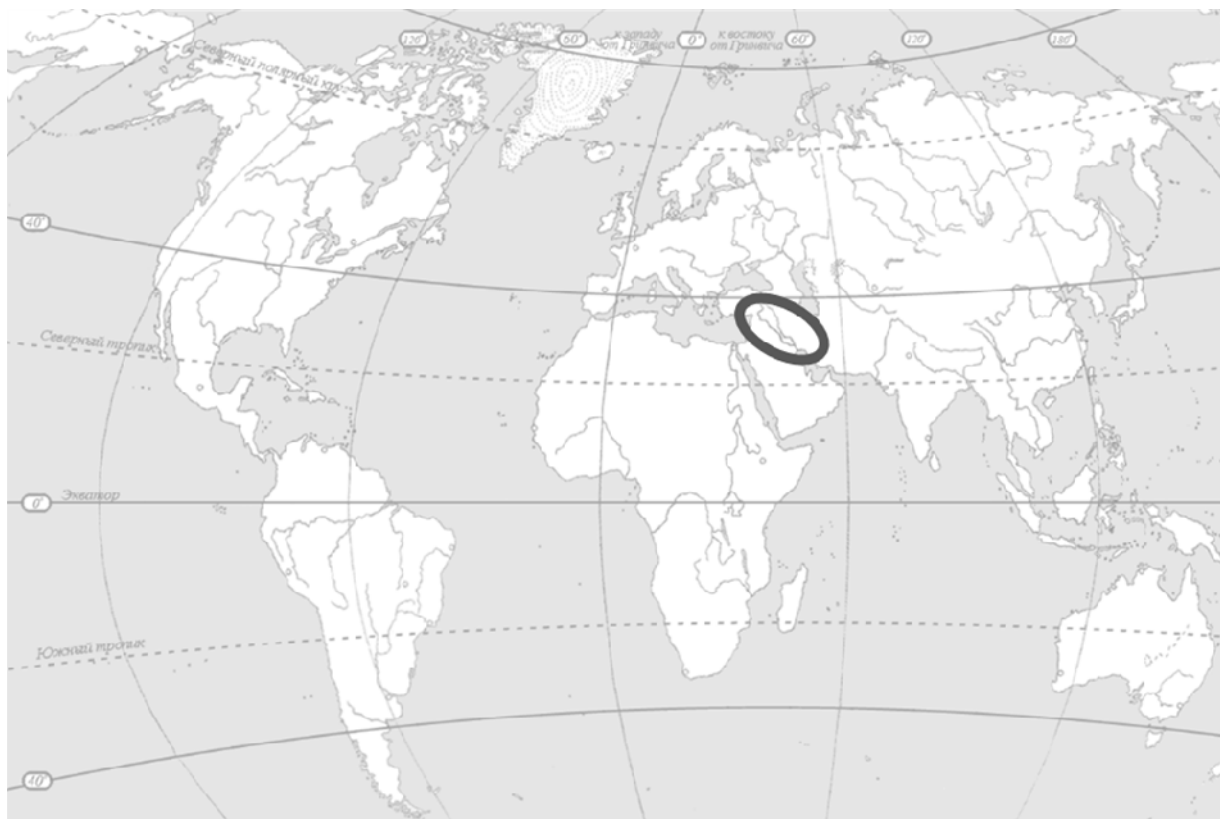 120°
60°
к западу
от Гринвича
0°
к востоку
от Гринвича
60°
120°
180°
Северный полярный круг
40°
Северный тропик
0°
Экватор
Южный тропик
40°